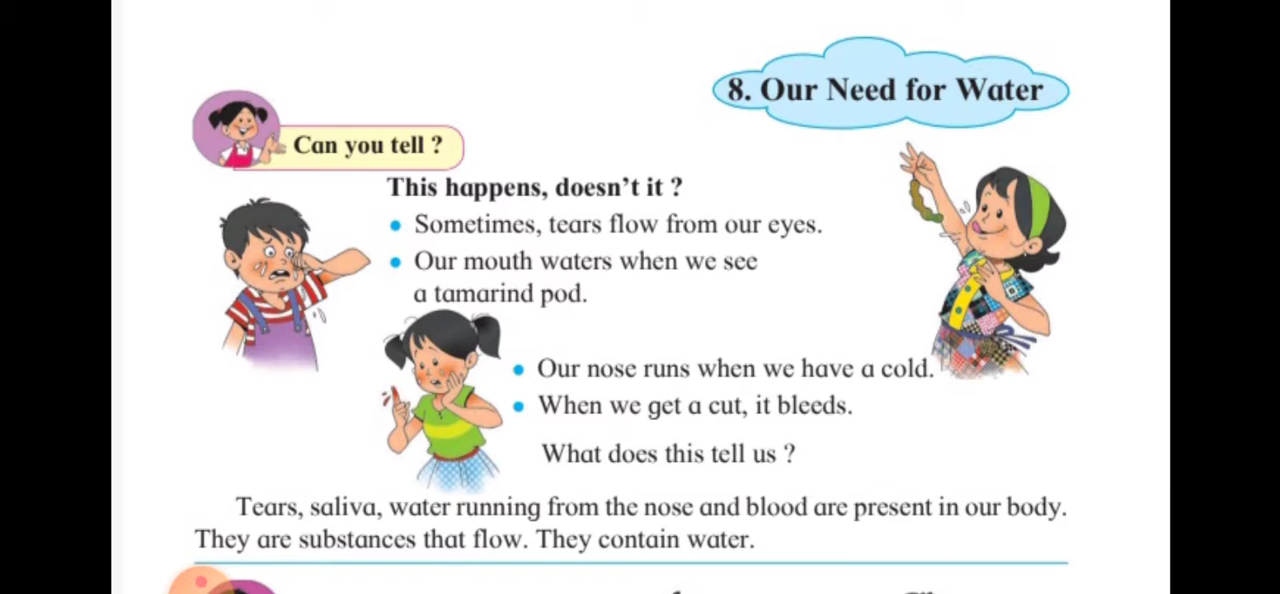 8. Our Need for Water
Can you tell ?
This happens, doesn't it ?
• Sometimes, tears flow from our eyes.
• Our mouth waters when we see
a tamarind pod.
• Our nose runs when we have a cold.
• When we get a cut, it bleeds.
What does this tell us ?
Tears, saliva, water running from the nose and blood are present in our body.
They are substances that flow. They contain water.